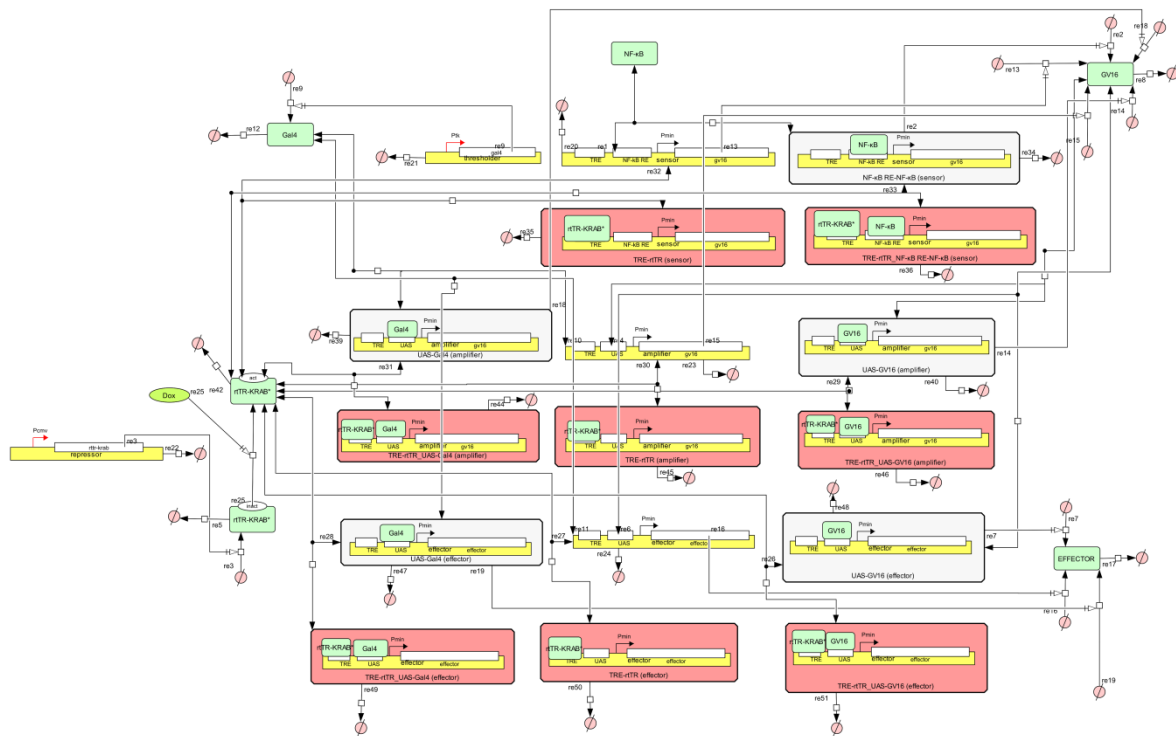 re18
re2
NF-κB
re13
GV16
re8
re9
re14
Gal4
re12
Ptk
re9
gal4
thresholder
re21
re20
re1
Pmin
re13
TRE
NF-κB RE
sensor
gv16
re32
re2
NF-κB
Pmin
TRE
NF-κB RE
sensor
gv16
NF-κB RE-NF-κB (sensor)
re34
re15
re33
rtTR-KRAB*
Pmin
TRE
NF-kB RE
sensor
gv16
TRE-rtTR (sensor)
re35
rtTR-KRAB*
NF-κB
Pmin
TRE
NF-κB RE
sensor
gv16
TRE-rtTR_NF-κB RE-NF-κB (sensor)
re36
re18
Gal4
Pmin
TRE
UAS
amplifier
gv16
UAS-Gal4 (amplifier)
re39
re31
re10
re4
Pmin
re15
TRE
UAS
amplifier
gv16
re30
re23
GV16
Pmin
TRE
UAS
amplifier
gv16
UAS-GV16 (amplifier)
re14
re29
re40
act
rtTR-KRAB*
re42
Dox
re25
Pcmv
rttr-krab
re3
repressor
re22
re25
inact
rtTR-KRAB*
re5
re3
rtTR-KRAB*
Gal4
Pmin
TRE
UAS
amplifier
gv16
TRE-rtTR_UAS-Gal4 (amplifier)
re44
rtTR-KRAB*
Pmin
TRE
UAS
amplifier
gv16
TRE-rtTR (amplifier)
re45
rtTR-KRAB*
GV16
Pmin
TRE
UAS
amplifier
gv16
TRE-rtTR_UAS-GV16 (amplifier)
re46
re28
Gal4
Pmin
TRE
UAS
effector
effector
UAS-Gal4 (effector)
re47
re19
re27
re11
re6
Pmin
re16
TRE
UAS
effector
effector
re24
re26
re48
GV16
Pmin
TRE
UAS
effector
effector
UAS-GV16 (effector)
re7
re7
EFFECTOR
re17
re16
re19
rtTR-KRAB*
Gal4
Pmin
TRE
UAS
effector
effector
TRE-rtTR_UAS-Gal4 (effector)
re49
rtTR-KRAB*
Pmin
TRE
UAS
effector
effector
TRE-rtTR (effector)
re50
rtTR-KRAB*
GV16
Pmin
TRE
UAS
effector
effector
TRE-rtTR_UAS-GV16 (effector)
re51